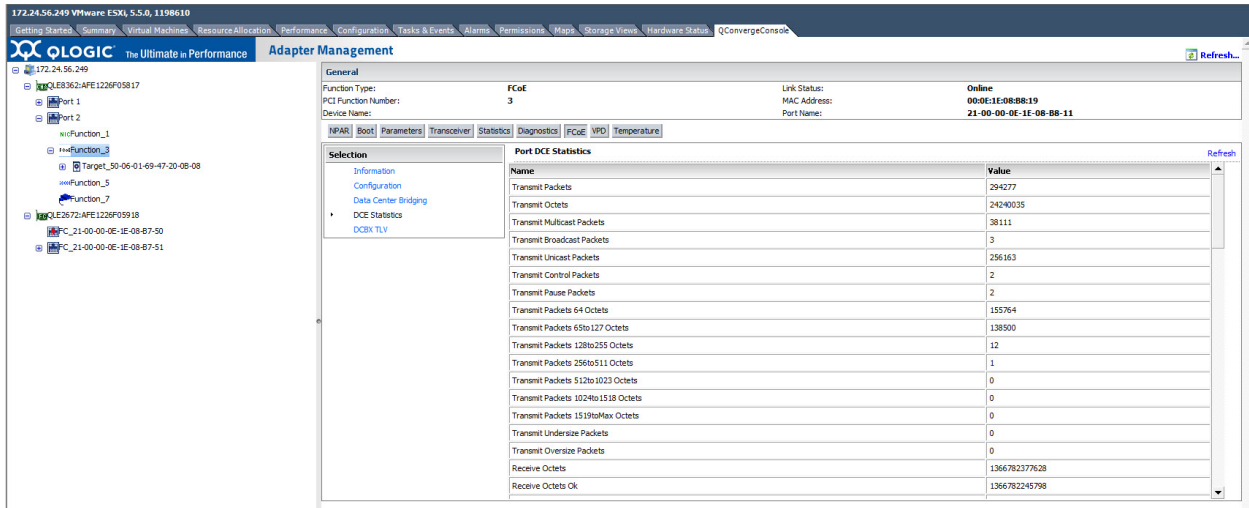 172.24.56.249 VMware ESXi, 5.5.0, 1198610
Getting Started Summary Virtual Machines Resource Allocation Performance Configuration Tasks & Events Alarms Permissions Maps Storage Views Hardware Status QConvergeConsole
QLOGIC The Ultimate in Performance Adapter Management Refresh...
172.24.56.249
QLE8362:AFE1226F05817
Port 1
Port 2
NIC Function_1
Function_3
Target_50-06-01-69-47-20-0B-08
Function_5
Function_7
QLE2672:AFE1226F05918
FC_21-00-00-0E-1E-08-B7-50
FC_21-00-00-0E-1E-08-B7-51
General
Function Type: FCoE Link Status: Online
PCI Function Number: 3 MAC Address: 00:0E:1E:08:B8:19
Device Name: Port Name: 21-00-00-0E-1E-08-B8-11
NPAR Boot Parameters Transceiver Statistics Diagnostics FCoE VPD Temperature
Selection
Information
Configuration
Data Center Bridging
DCE Statistics
DCBX TLV
Port DCE Statistics Refresh
Name Value
Transmit Packets 294277
Transmit Octets 24240035
Transmit Multicast Packets 38111
Transmit Broadcast Packets 3
Transmit Unicast Packets 256163
Transmit Control Packets 2
Transmit Pause Packets 2
Transmit Packets 64 Octets 155764
Transmit Packets 65to127 Octets 138500
Transmit Packets 128to255 Octets 12
Transmit Packets 256to511 Octets 1
Transmit Packets 512to1023 Octets 0
Transmit Packets 1024to1518 Octets 0
Transmit Packets 1519toMax Octets 0
Transmit Undersize Packets 0
Transmit Oversize Packets 0
Receive Octets 1366782377628
Receive Octets Ok 1366782245798